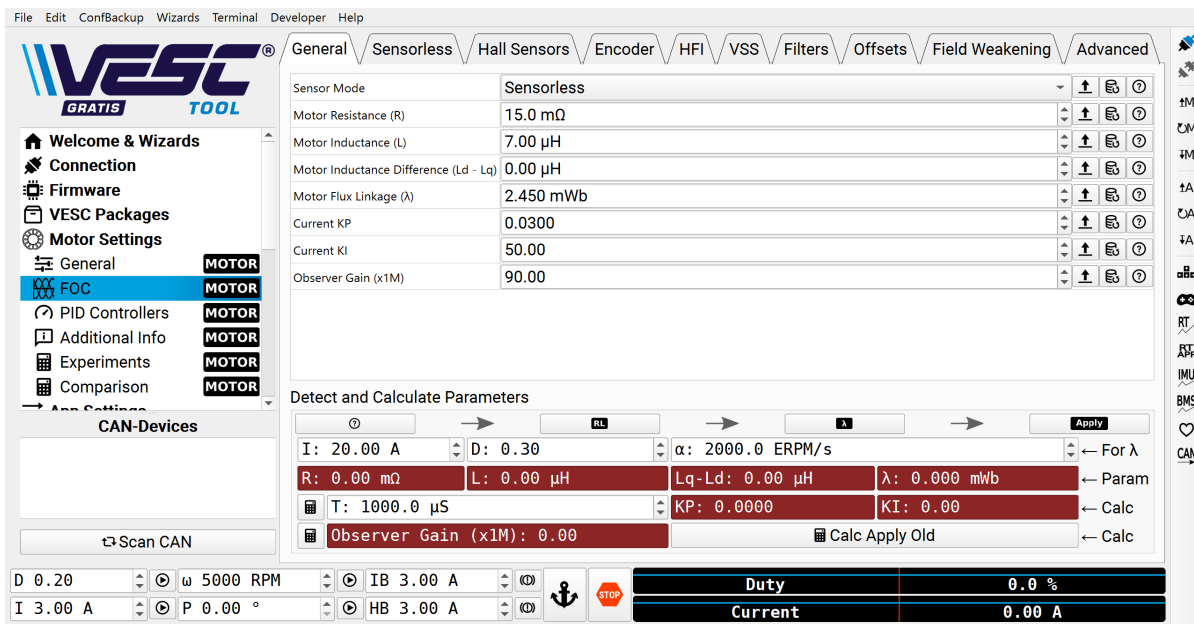 File Edit ConfBackup Wizards Terminal Developer Help
VESC®
GRATIS TOOL
Welcome & Wizards
Connection
Firmware
VESC Packages
Motor Settings
General MOTOR
FOC MOTOR
PID Controllers MOTOR
Additional Info MOTOR
Experiments MOTOR
Comparison MOTOR
App Settings
CAN-Devices
Scan CAN
General Sensorless Hall Sensors Encoder HFI VSS Filters Offsets Field Weakening Advanced
Sensor Mode Sensorless
Motor Resistance (R) 15.0 mΩ
Motor Inductance (L) 7.00 µH
Motor Inductance Difference (Ld - Lq) 0.00 µH
Motor Flux Linkage (λ) 2.450 mWb
Current KP 0.0300
Current KI 50.00
Observer Gain (x1M) 90.00
Detect and Calculate Parameters
RL λ Apply
I: 20.00 A D: 0.30 α: 2000.0 ERPM/s ← For λ
R: 0.00 mΩ L: 0.00 µH Lq-Ld: 0.00 µH λ: 0.000 mWb ← Param
T: 1000.0 µS KP: 0.0000 KI: 0.00 ← Calc
Observer Gain (x1M): 0.00 Calc Apply Old ← Calc
D 0.20 ω 5000 RPM IB 3.00 A
I 3.00 A P 0.00 ° HB 3.00 A
STOP
Duty 0.0 %
Current 0.00 A
M
M
M
A
A
A
RT
RT
APP
IMU
BMS
CAN